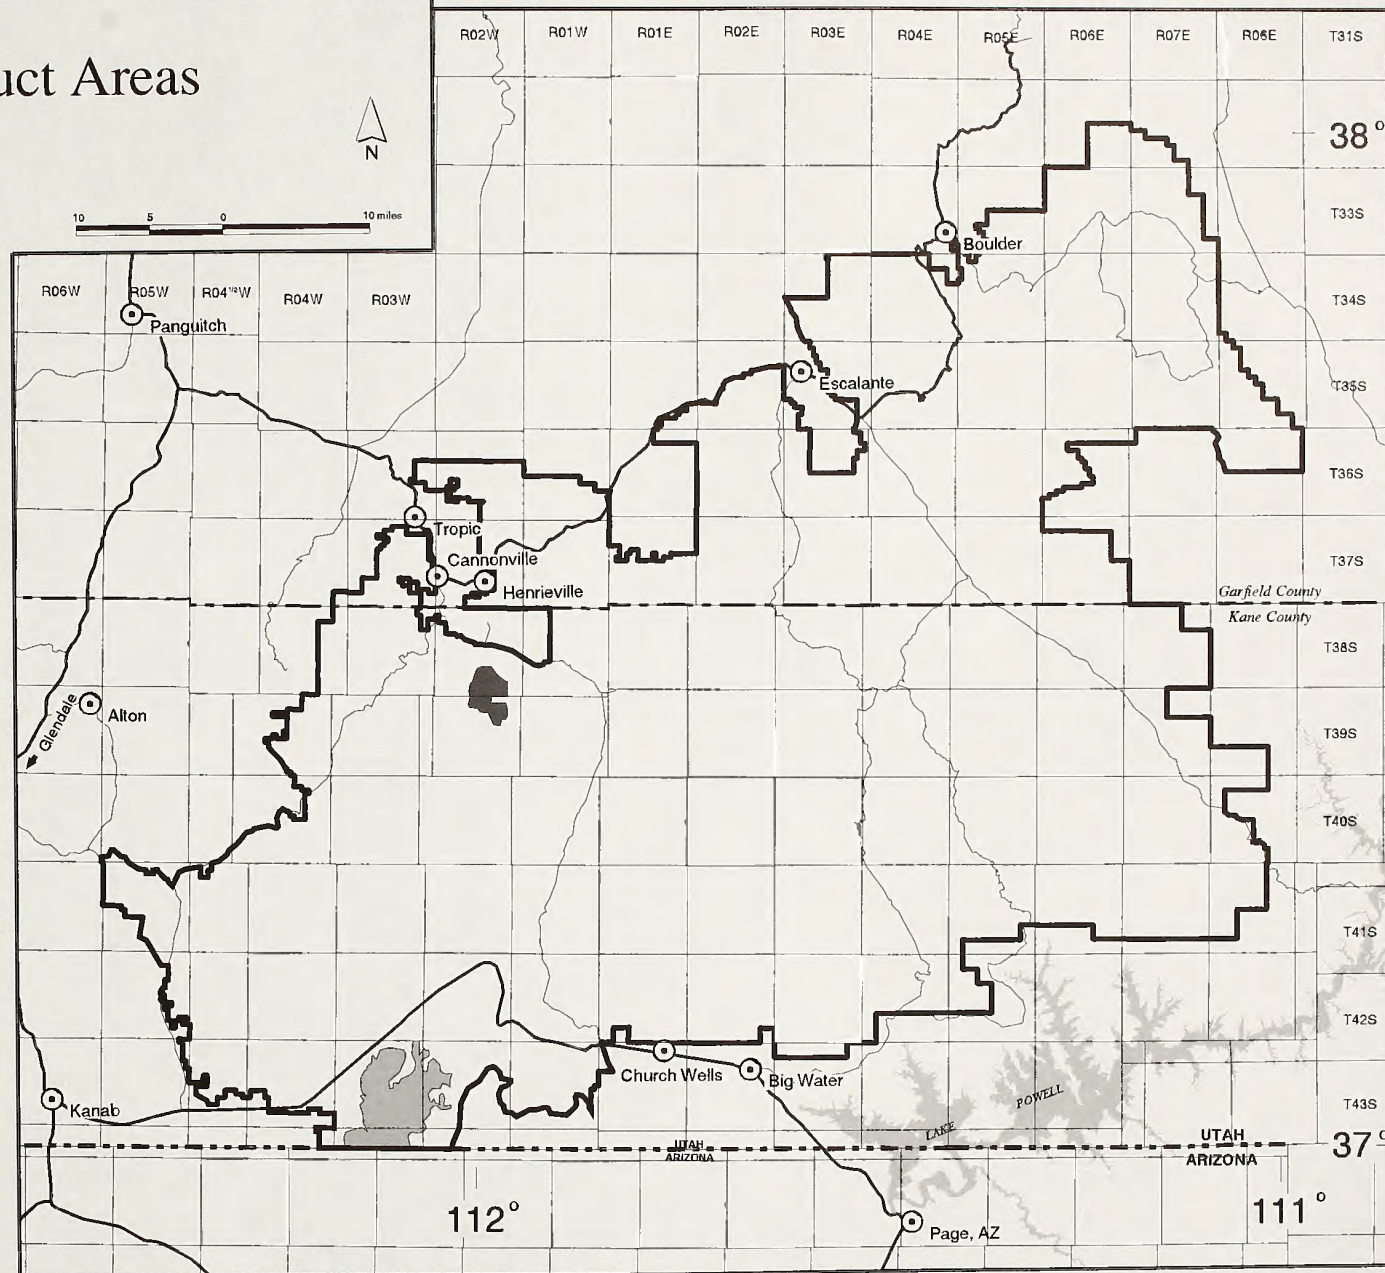 uct Areas
N
10 5 0 10 miles
R02W R01W R01E R02E R03E R04E R05E R06E R07E R06E T31S
38°
T33S
Boulder
R06W R05W R04½W R04W R03W
T34S
Panguitch
Escalante
T35S
T36S
Tropic
Cannonville
T37S
Henrieville
Garfield County
Kane County
T38S
Glendale
Alton
T39S
T40S
T41S
T42S
Church Wells
Big Water
Kanab
LAKE POWELL
T43S
UTAH
ARIZONA
UTAH
ARIZONA
37°
112°
111°
Page, AZ